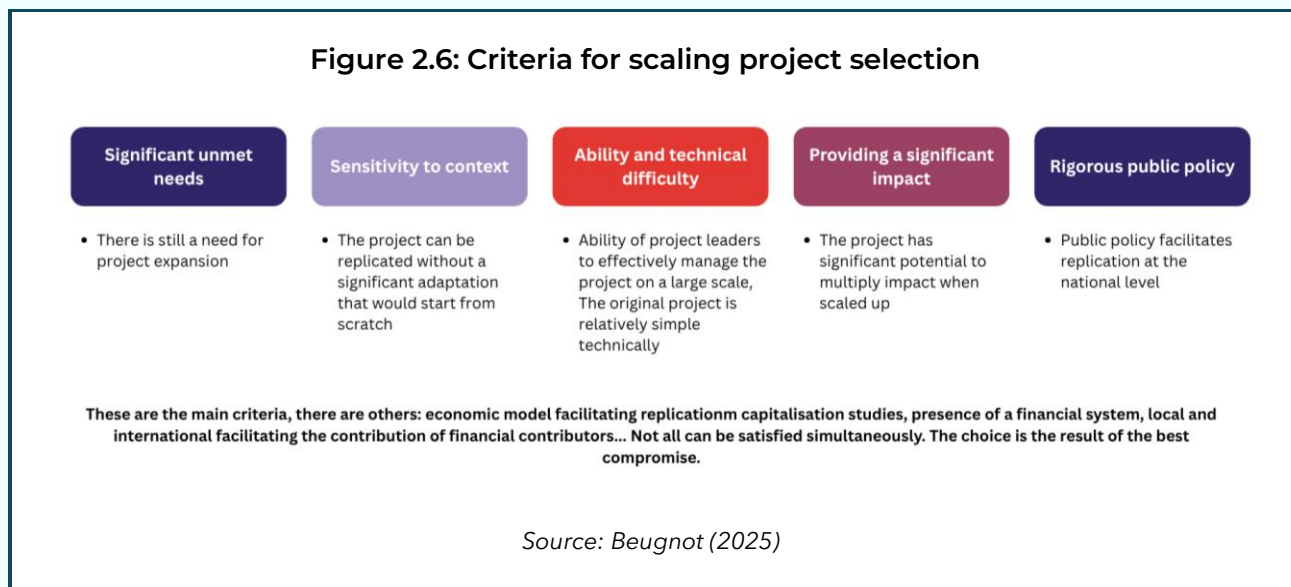 Figure 2.6: Criteria for scaling project selection
Significant unmet
needs
Sensitivity to context
Ability and technical
difficulty
Providing a significant
impact
Rigorous public policy
• There is still a need for
project expansion
• The project can be
replicated without a
significant adaptation
that would start from
scratch
• Ability of project leaders
to effectively manage the
project on a large scale,
The original project is
relatively simple
technically
• The project has
significant potential to
multiply impact when
scaled up
• Public policy facilitates
replication at the
national level
These are the main criteria, there are others: economic model facilitating replicationm capitalisation studies, presence of a financial system, local and
international facilitating the contribution of financial contributors... Not all can be satisfied simultaneously. The choice is the result of the best
compromise.
Source: Beugnot (2025)